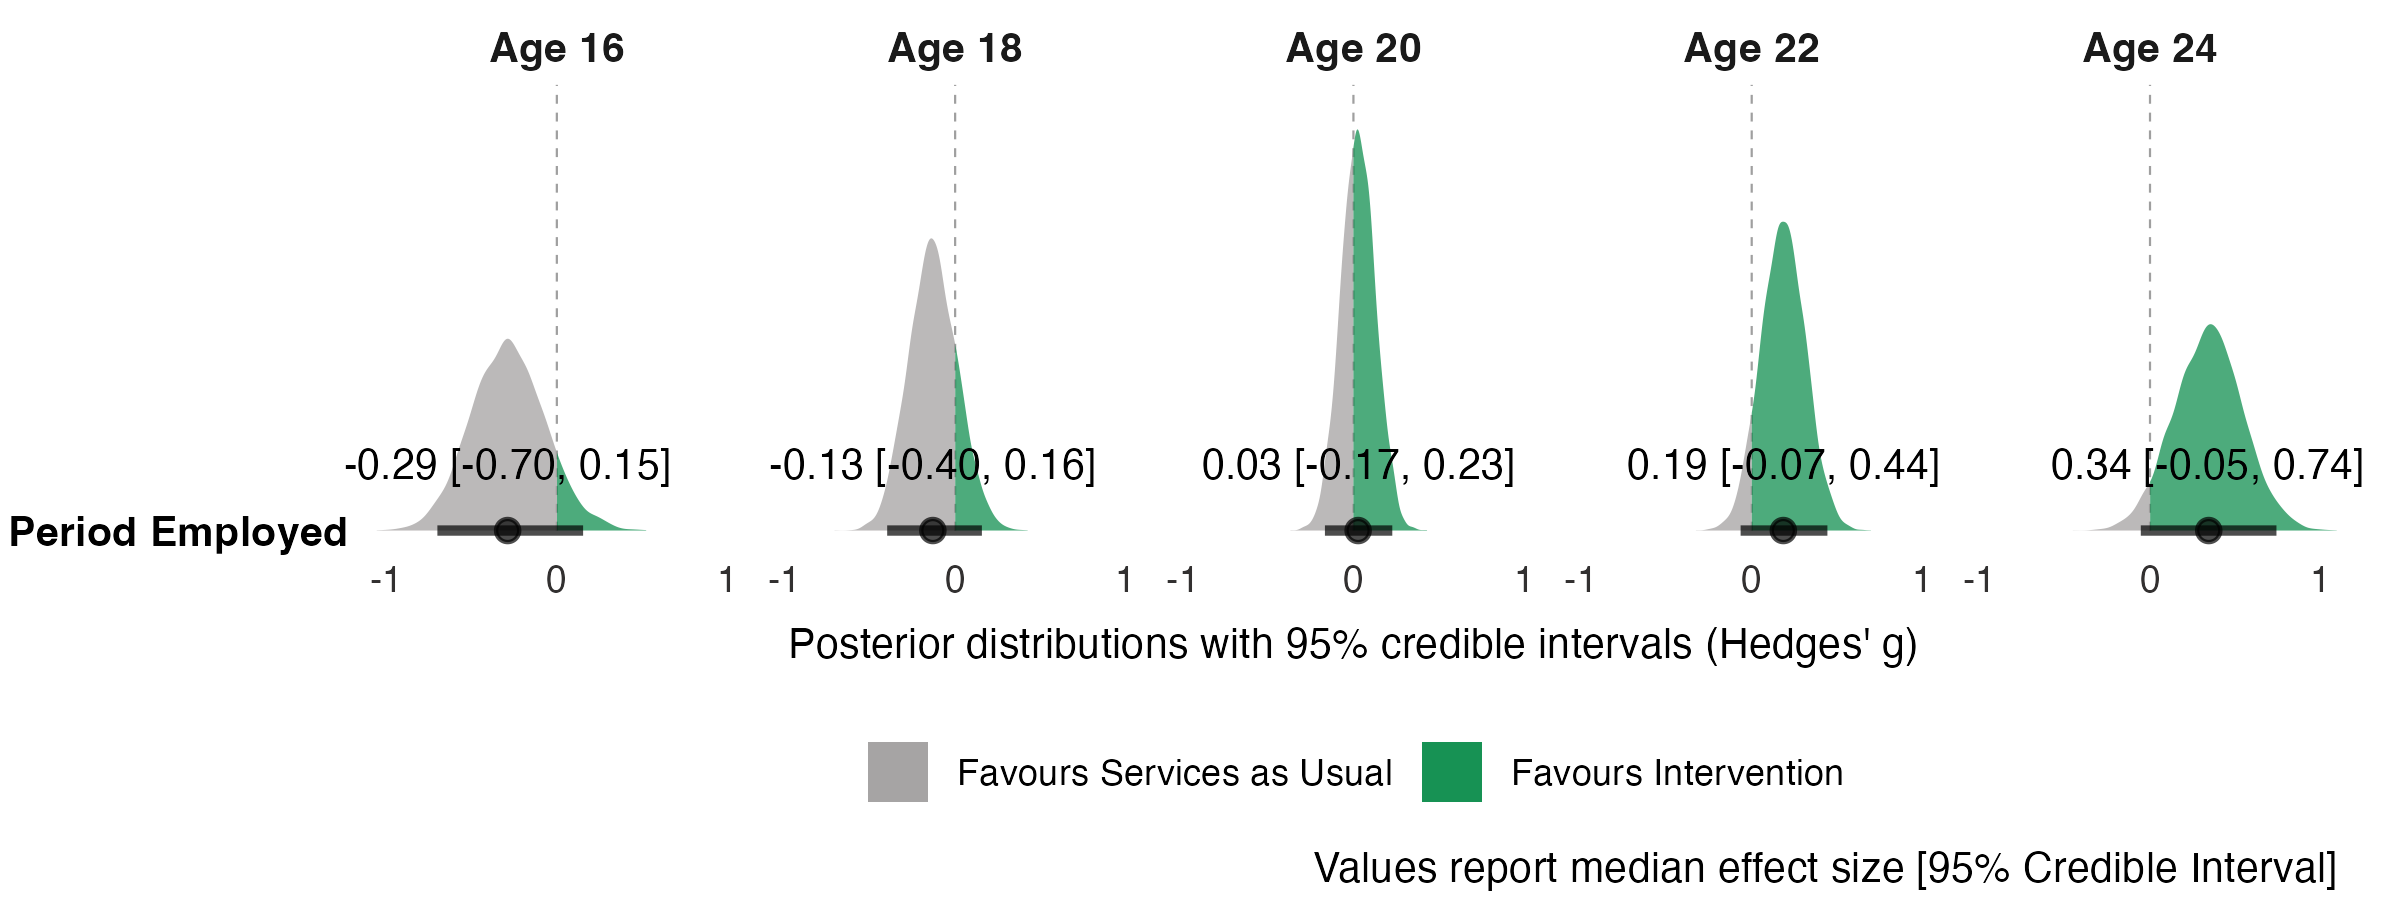 Age 16 Age 18 Age 20 Age 22 Age 24
-0.29 [-0.70, 0.15] -0.13 [-0.40, 0.16] 0.03 [-0.17, 0.23] 0.19 [-0.07, 0.44] 0.34 [-0.05, 0.74]
Period Employed
-1 0 1 -1 0 1 -1 0 1 -1 0 1 -1 0 1
Posterior distributions with 95% credible intervals (Hedges' g)
Favours Services as Usual Favours Intervention
Values report median effect size [95% Credible Interval]